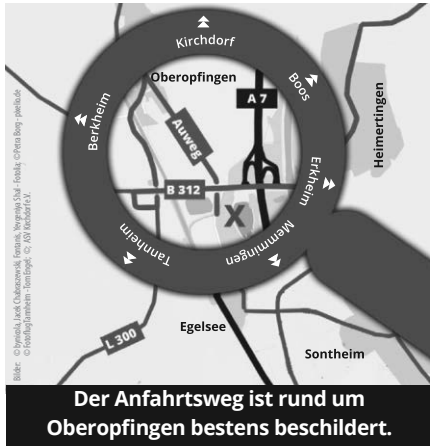 Kirchdorf
Oberopfingen
Boos
A 7
Heimertingen
Berkheim
Auweg
Erkheim
B 312
X
Tannheim
Memmingen
Egelsee
L 300
Sontheim
Der Anfahrtsweg ist rund um
Oberopfingen bestens beschildert.